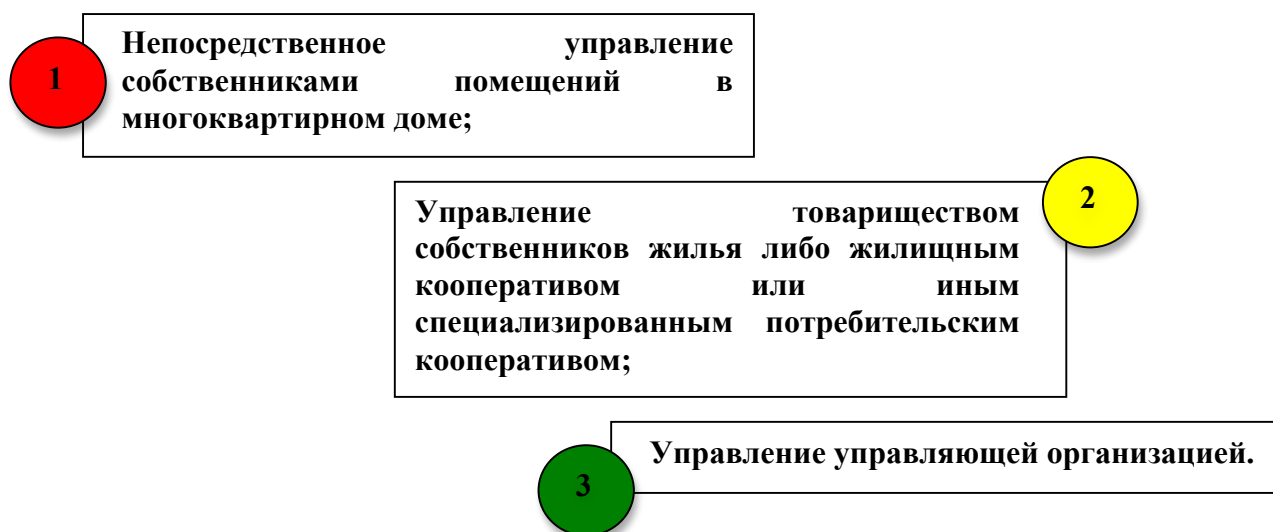 1
Непосредственное управление
собственниками помещений в
многоквартирном доме;
2
Управление товариществом
собственников жилья либо жилищным
кооперативом или иным
специализированным потребительским
кооперативом;
3
Управление управляющей организацией.